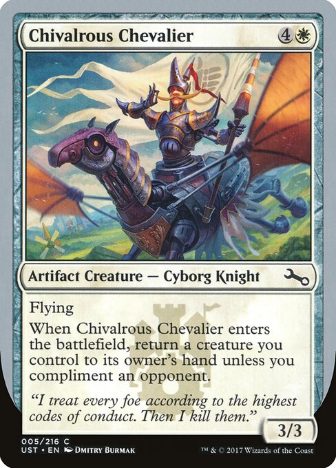 Chivalrous Chevalier 4
Artifact Creature — Cyborg Knight
Flying
When Chivalrous Chevalier enters
the battlefield, return a creature you
control to its owner's hand unless you
compliment an opponent.
"I treat every foe according to the highest
codes of conduct. Then I kill them."
3/3
005/216 C
UST • EN Dmitry Burmak
™ & © 2017 Wizards of the Coast